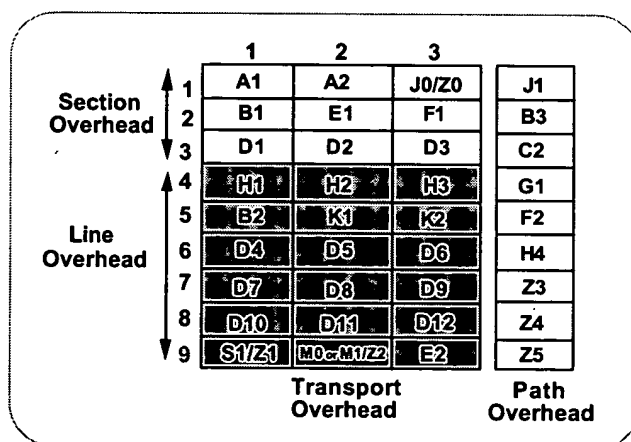 1 2 3
Section Overhead
1 A1 A2 J0/Z0 J1
2 B1 E1 F1 B3
3 D1 D2 D3 C2
Line Overhead
4 H1 H2 H3 G1
5 B2 K1 K2 F2
6 D4 D5 D6 H4
7 D7 D8 D9 Z3
8 D10 D11 D12 Z4
9 S1/Z1 M0 or M1/Z2 E2 Z5
Transport Path
Overhead Overhead